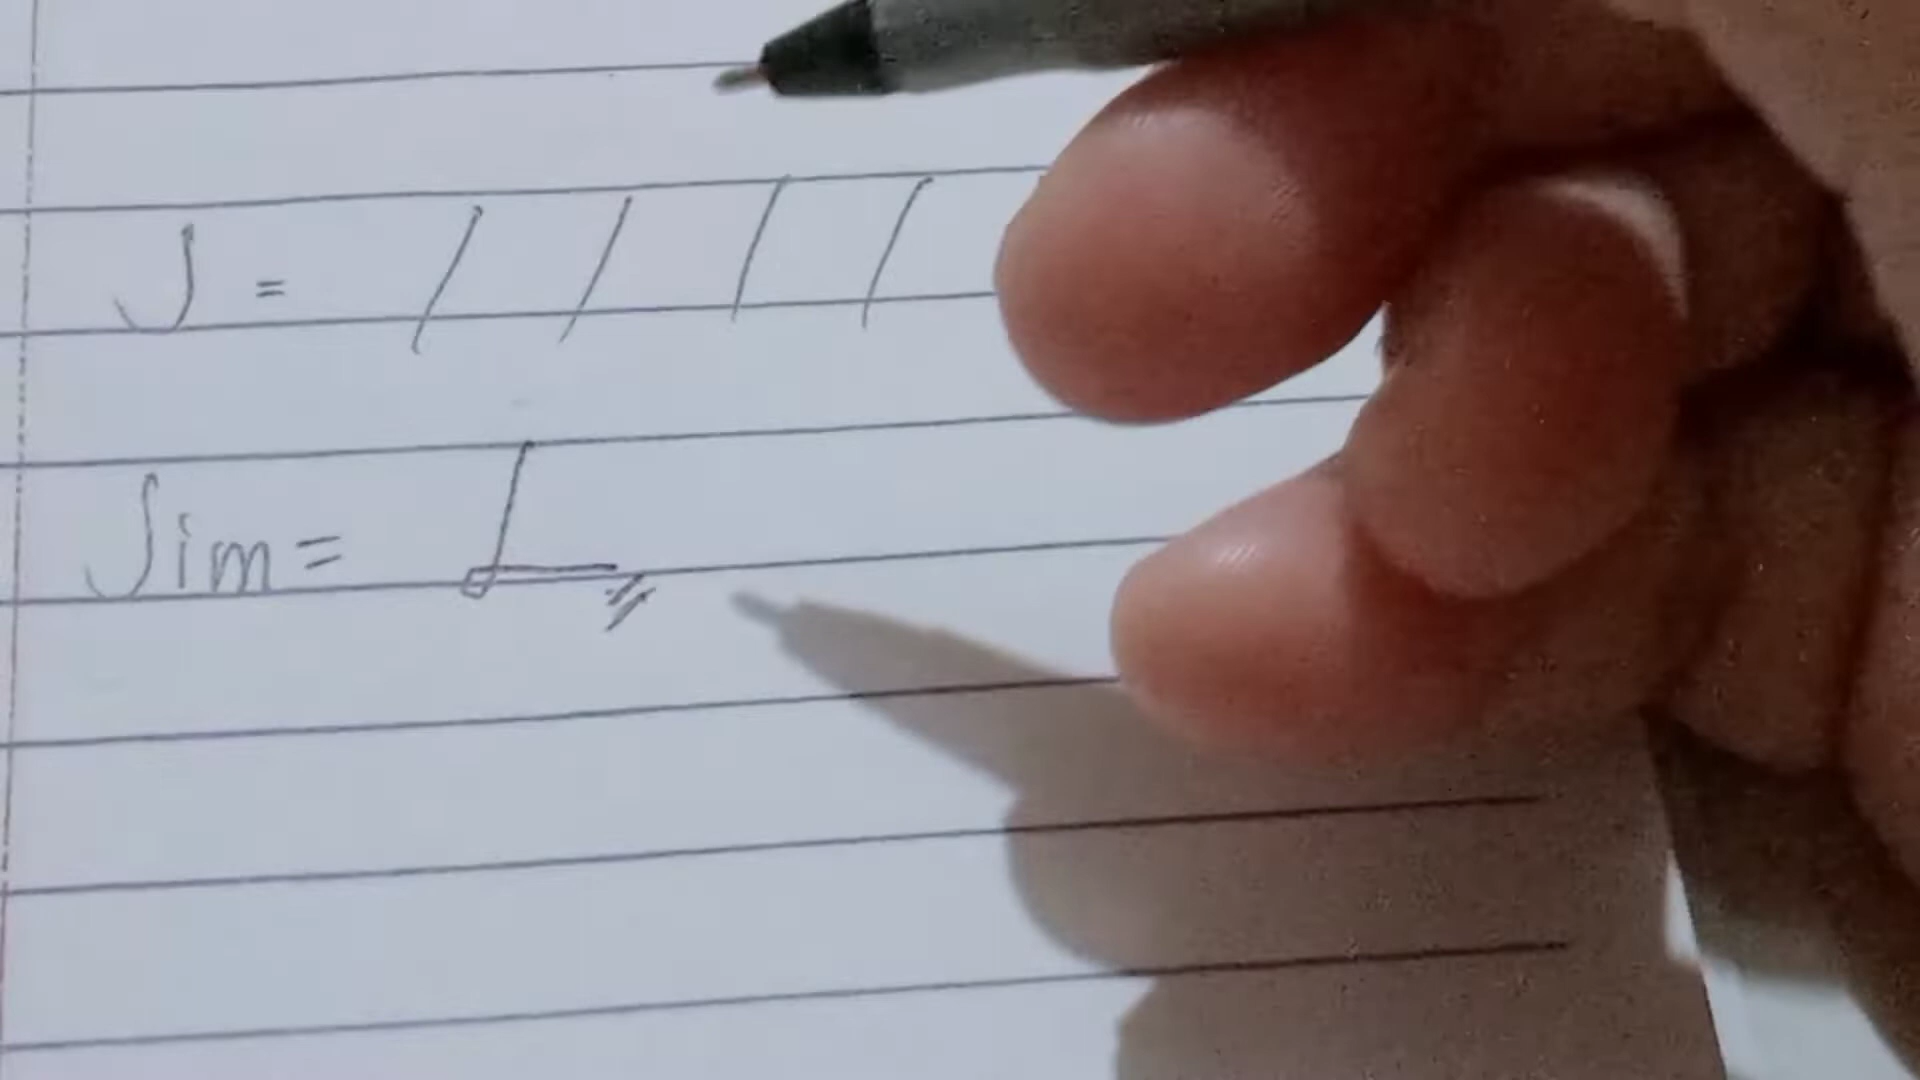 J = / / / /
Jim =